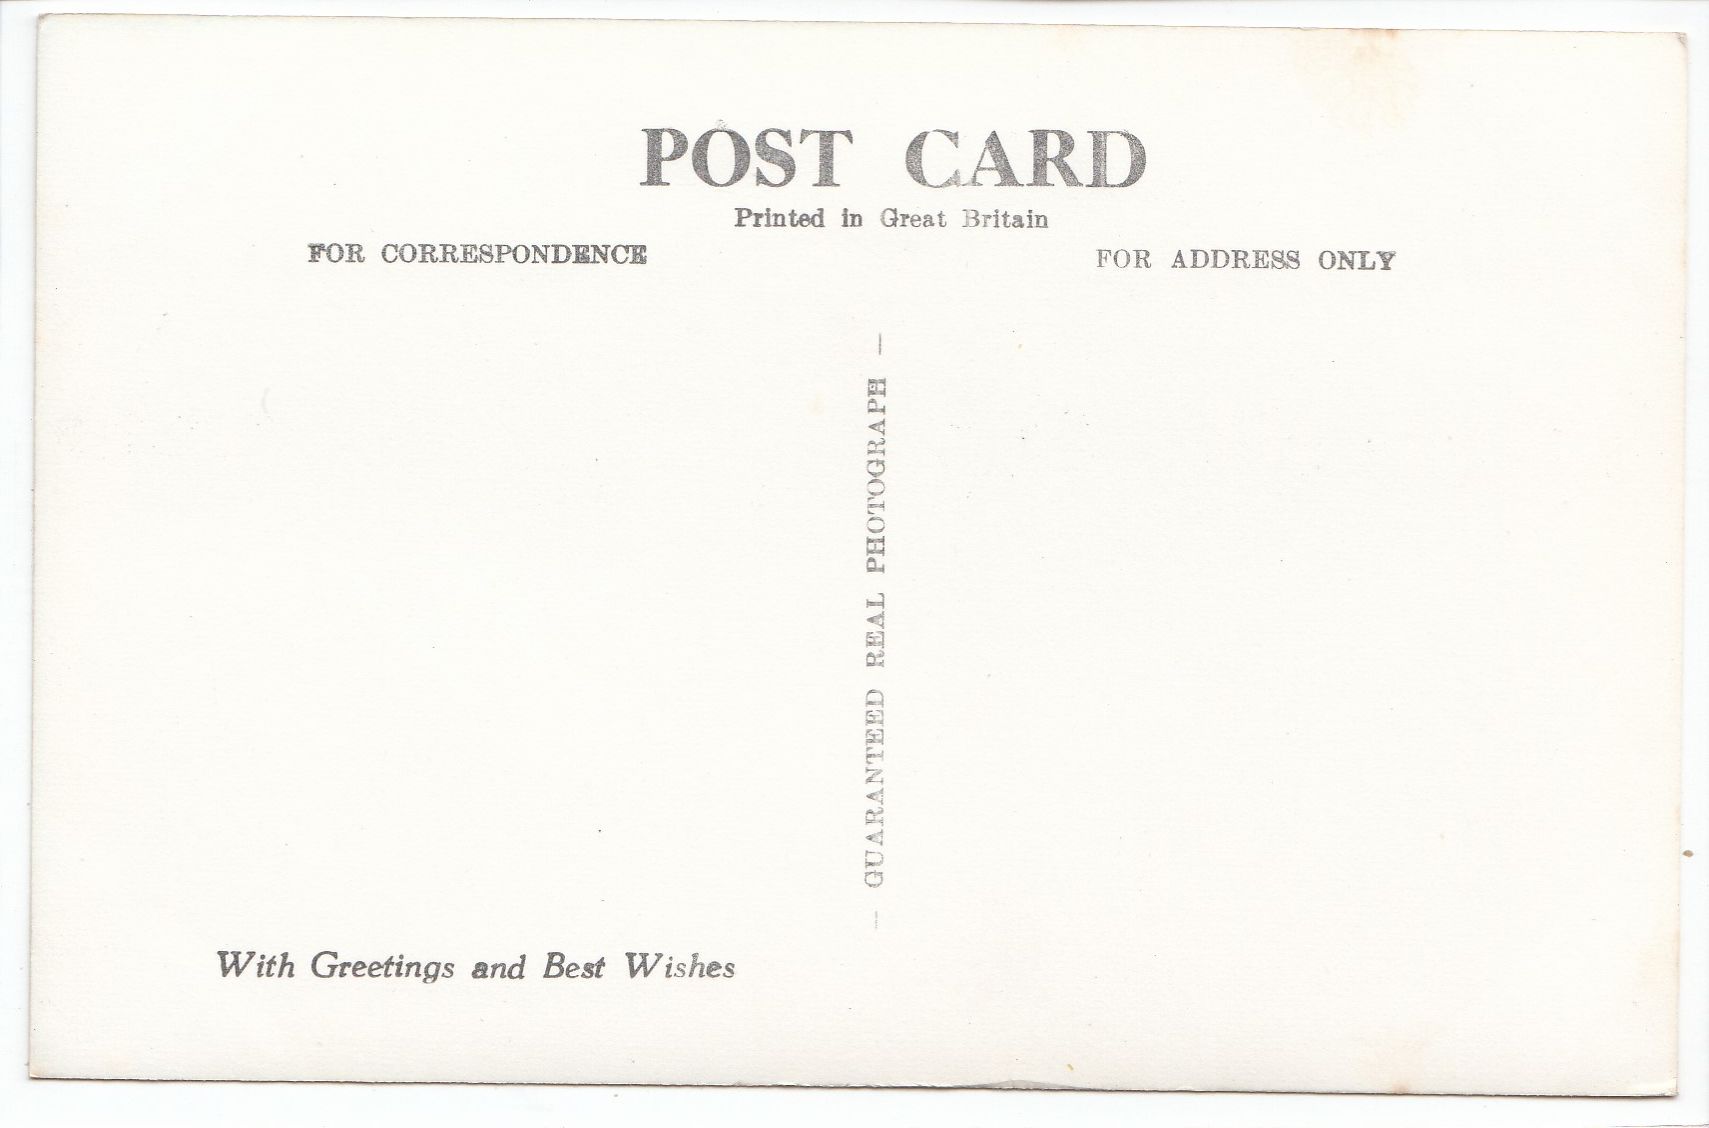 POST CARD
Printed in Great Britain
FOR CORRESPONDENCE
FOR ADDRESS ONLY
— GUARANTEED REAL PHOTOGRAPH —
With Greetings and Best Wishes